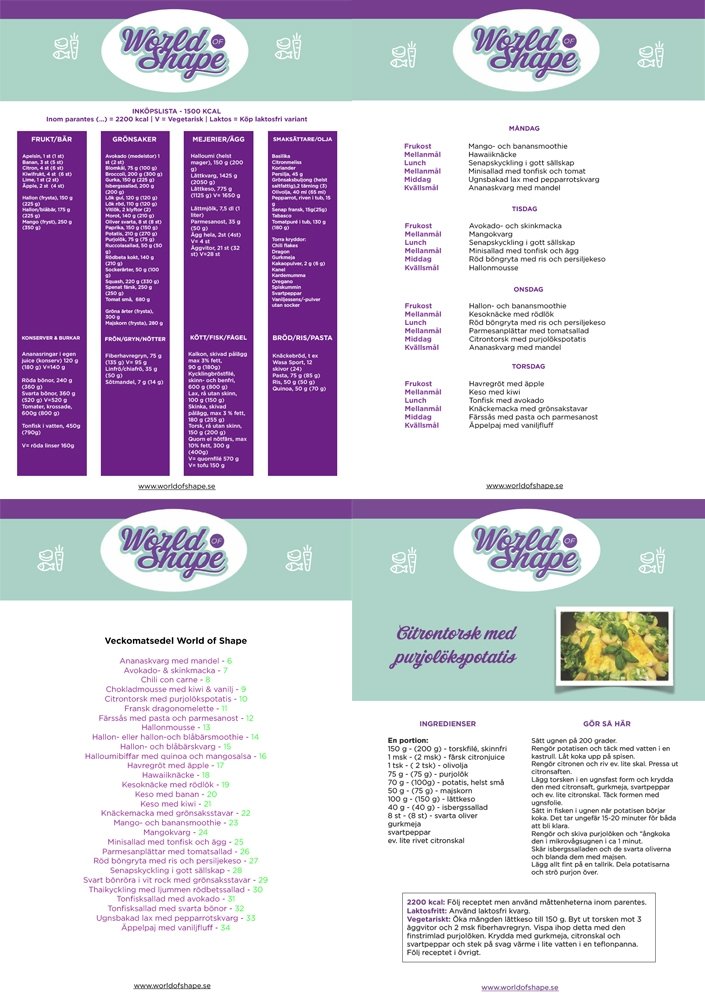 World OF Shape
INKÖPSLISTA - 1500 KCAL
Inom parantes (...) = 2200 kcal | V = Vegetarisk | Laktos = Köp laktosfri variant
FRUKT/BÄR
Apelsin, 1 st (1 st)
Banan, 3 st (5 st)
Citron, 4 st (6 st)
Kiwifrukt, 4 st (6 st)
Lime, 1 st (2 st)
Äpple, 2 st (4 st)
Hallon (frysta), 150 g
(225 g)
Hallon/blåbär, 175 g
(225 g)
Mango (fryst), 250 g
(350 g)
GRÖNSAKER
Avokado (medelstor) 1
st (2 st)
Blomkål, 75 g (100 g)
Broccoli, 200 g (300 g)
Gurka, 150 g (225 g)
Isbergssallad, 200 g
(200 g)
Lök gul, 120 g (120 g)
Lök röd, 110 g (120 g)
Vitlök, 2 klyftor (2)
Morot, 140 g (210 g)
Oliver svarta, 8 st (8 st)
Paprika, 150 g (150 g)
Potatis, 210 g (270 g)
Purjolök, 75 g (75 g)
Ruccolasallad, 50 g (50
g)
Rödbeta kokt, 140 g
(210 g)
Sockerärter, 50 g (100
g)
Squash, 220 g (330 g)
Spenat färsk, 250 g
(250 g)
Tomat små, 680 g
Gröna ärter (frysta),
300 g
Majskorn (frysta), 280 g
MEJERIER/ÄGG
Halloumi (helst
mager), 150 g (200
g)
Lättkvarg, 1425 g
(2050 g)
Lättkeso, 775 g
(1125 g) V= 1650 g
Lättmjölk, 7,5 dl (1
liter)
Parmesanost, 35 g
(50 g)
Ägg hela, 2st (4st)
V= 4 st
Äggvitor, 21 st (32
st) V=28 st
SMAKSÄTTARE/OLJA
Basilika
Citronmeliss
Koriander
Persilja, 45 g
Grönsaksbuljong (helst
saltfattig),2 tärning (3)
Olivolja, 40 ml (65 ml)
Pepparrot, riven i tub, 15
g
Senap fransk, 15g(25g)
Tabasco
Tomatpuré i tub, 130 g
(180 g)
Torra kryddor:
Chili flakes
Dragon
Gurkmeja
Kakaopulver, 2 g (6 g)
Kanel
Kardemumma
Oregano
Spiskummin
Svartpeppar
Vaniljessens/-pulver
utan socker
KONSERVER & BURKAR
Ananasringar i egen
juice (konserv) 120 g
(180 g) V=140 g
Röda bönor, 240 g
(360 g)
Svarta bönor, 360 g
(520 g) V=520 g
Tomater, krossade,
600g (800 g)
Tonfisk i vatten, 450g
(790g)
V= röda linser 160g
FRÖN/GRYN/NÖTTER
Fiberhavregryn, 75 g
(135 g) V= 95 g
Linfrö/chiafrö, 35 g
(50 g)
Sötmandel, 7 g (14 g)
KÖTT/FISK/FÅGEL
Kalkon, skivad pålägg
max 3% fett,
90 g (180g)
Kycklingbröstfilé,
skinn- och benfri,
600 g (800 g)
Lax, rå utan skinn,
100 g (150 g)
Skinka, skivad
pålägg, max 3 % fett,
180 g (255 g)
Torsk, rå utan skinn,
150 g (200 g)
Quorn el nötfärs, max
10% fett, 300 g
(400g)
V= quornfilé 570 g
V= tofu 150 g
BRÖD/RIS/PASTA
Knäckebröd, t ex
Wasa Sport, 12
skivor (24)
Pasta, 75 g (85 g)
Ris, 50 g (50 g)
Quinoa, 50 g (70 g)
www.worldofshape.se
World OF Shape
MÅNDAG
Frukost Mango- och banansmoothie
Mellanmål Hawaiiknäcke
Lunch Senapskyckling i gott sällskap
Mellanmål Minisallad med tonfisk och tomat
Middag Ugnsbakad lax med pepparrotskvarg
Kvällsmål Ananaskvarg med mandel
TISDAG
Frukost Avokado- och skinkmacka
Mellanmål Mangokvarg
Lunch Senapskyckling i gott sällskap
Mellanmål Minisallad med tonfisk och ägg
Middag Röd böngryta med ris och persiljekeso
Kvällsmål Hallonmousse
ONSDAG
Frukost Hallon- och banansmoothie
Mellanmål Kesoknäcke med rödlök
Lunch Röd böngryta med ris och persiljekeso
Mellanmål Parmesanplättar med tomatsallad
Middag Citrontorsk med purjolökspotatis
Kvällsmål Ananaskvarg med mandel
TORSDAG
Frukost Havregröt med äpple
Mellanmål Keso med kiwi
Lunch Tonfisk med avokado
Mellanmål Knäckemacka med grönsakstavar
Middag Färssås med pasta och parmesanost
Kvällsmål Äppelpaj med vaniljfluff
www.worldofshape.se
World OF Shape
Veckomatsedel World of Shape
Ananaskvarg med mandel - 6
Avokado- & skinkmacka - 7
Chili con carne - 8
Chokladmousse med kiwi & vanilj - 9
Citrontorsk med purjolökspotatis - 10
Fransk dragonomelette - 11
Färssås med pasta och parmesanost - 12
Hallonmousse - 13
Hallon- eller hallon-och blåbärsmoothie - 14
Hallon- och blåbärskvarg - 15
Halloumibiffar med quinoa och mangosalsa - 16
Havregröt med äpple - 17
Hawaiiknäcke - 18
Kesoknäcke med rödlök - 19
Keso med banan - 20
Keso med kiwi - 21
Knäckemacka med grönsaksstavar - 22
Mango- och banansmoothie - 23
Mangokvarg - 24
Minisallad med tonfisk och ägg - 25
Parmesanplättar med tomatsallad - 26
Röd böngryta med ris och persiljekeso - 27
Senapskyckling i gott sällskap - 28
Svart bönröra i vit rock med grönsaksstavar - 29
Thaikyckling med ljummen rödbetssallad - 30
Tonfisksallad med avokado - 31
Tonfisksallad med svarta bönor - 32
Ugnsbakad lax med pepparrotskvarg - 33
Äppelpaj med vaniljfluff - 34
www.worldofshape.se
World OF Shape
Citrontorsk med
purjolökspotatis
INGREDIENSER
En portion:
150 g - (200 g) - torskfilé, skinnfri
1 msk - (2 msk) - färsk citronjuice
1 tsk - ( 2 tsk) - olivolja
75 g - (75 g) - purjolök
70 g - (100g) - potatis, helst små
50 g - (75 g) - majskorn
100 g - (150 g) - lättkeso
40 g - (40 g) - isbergssallad
8 st - (8 st) - svarta oliver
gurkmeja
svartpeppar
ev. lite rivet citronskal
GÖR SÅ HÄR
Sätt ugnen på 200 grader.
Rengör potatisen och täck med vatten i en
kastrull. Låt koka upp på spisen.
Rengör citronen och riv ev. lite skal. Pressa ut
citronsaften.
Lägg torsken i en ugnsfast form och krydda
den med citronsaft, gurkmeja, svartpeppar
och ev. lite citronskal. Täck formen med
ugnsfolie.
Sätt in fisken i ugnen när potatisen börjar
koka. Det tar ungefär 15-20 minuter för båda
att bli klara.
Rengör och skiva purjolöken och "ångkoka
den i mikrovågsugnen i ca 1 minut.
Skär isbergssalladen och de svarta oliverna
och blanda dem med majsen.
Lägg allt fint på en tallrik. Dela potatisarna
och strö purjon över.
2200 kcal: Följ receptet men använd måttenheterna inom parentes.
Laktosfritt: Använd laktosfri kvarg.
Vegetariskt: Öka mängden lättkeso till 150 g. Byt ut torsken mot 3
äggvitor och 2 msk fiberhavregryn. Vispa ihop detta med den
finstrimlad purjolöken. Krydda med gurkmeja, citronskal och
svartpeppar och stek på svag värme i lite vatten i en teflonpanna.
Följ receptet i övrigt.
www.worldofshape.se